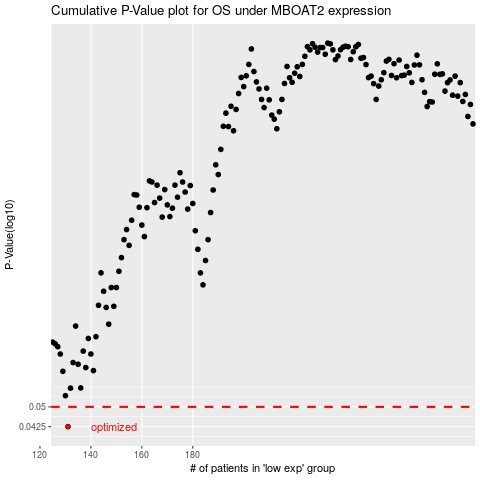 Cumulative P-Value plot for OS under MBOAT2 expression
P-Value(log10)
0.05
0.0425
optimized
120 140 160 180
# of patients in 'low exp' group